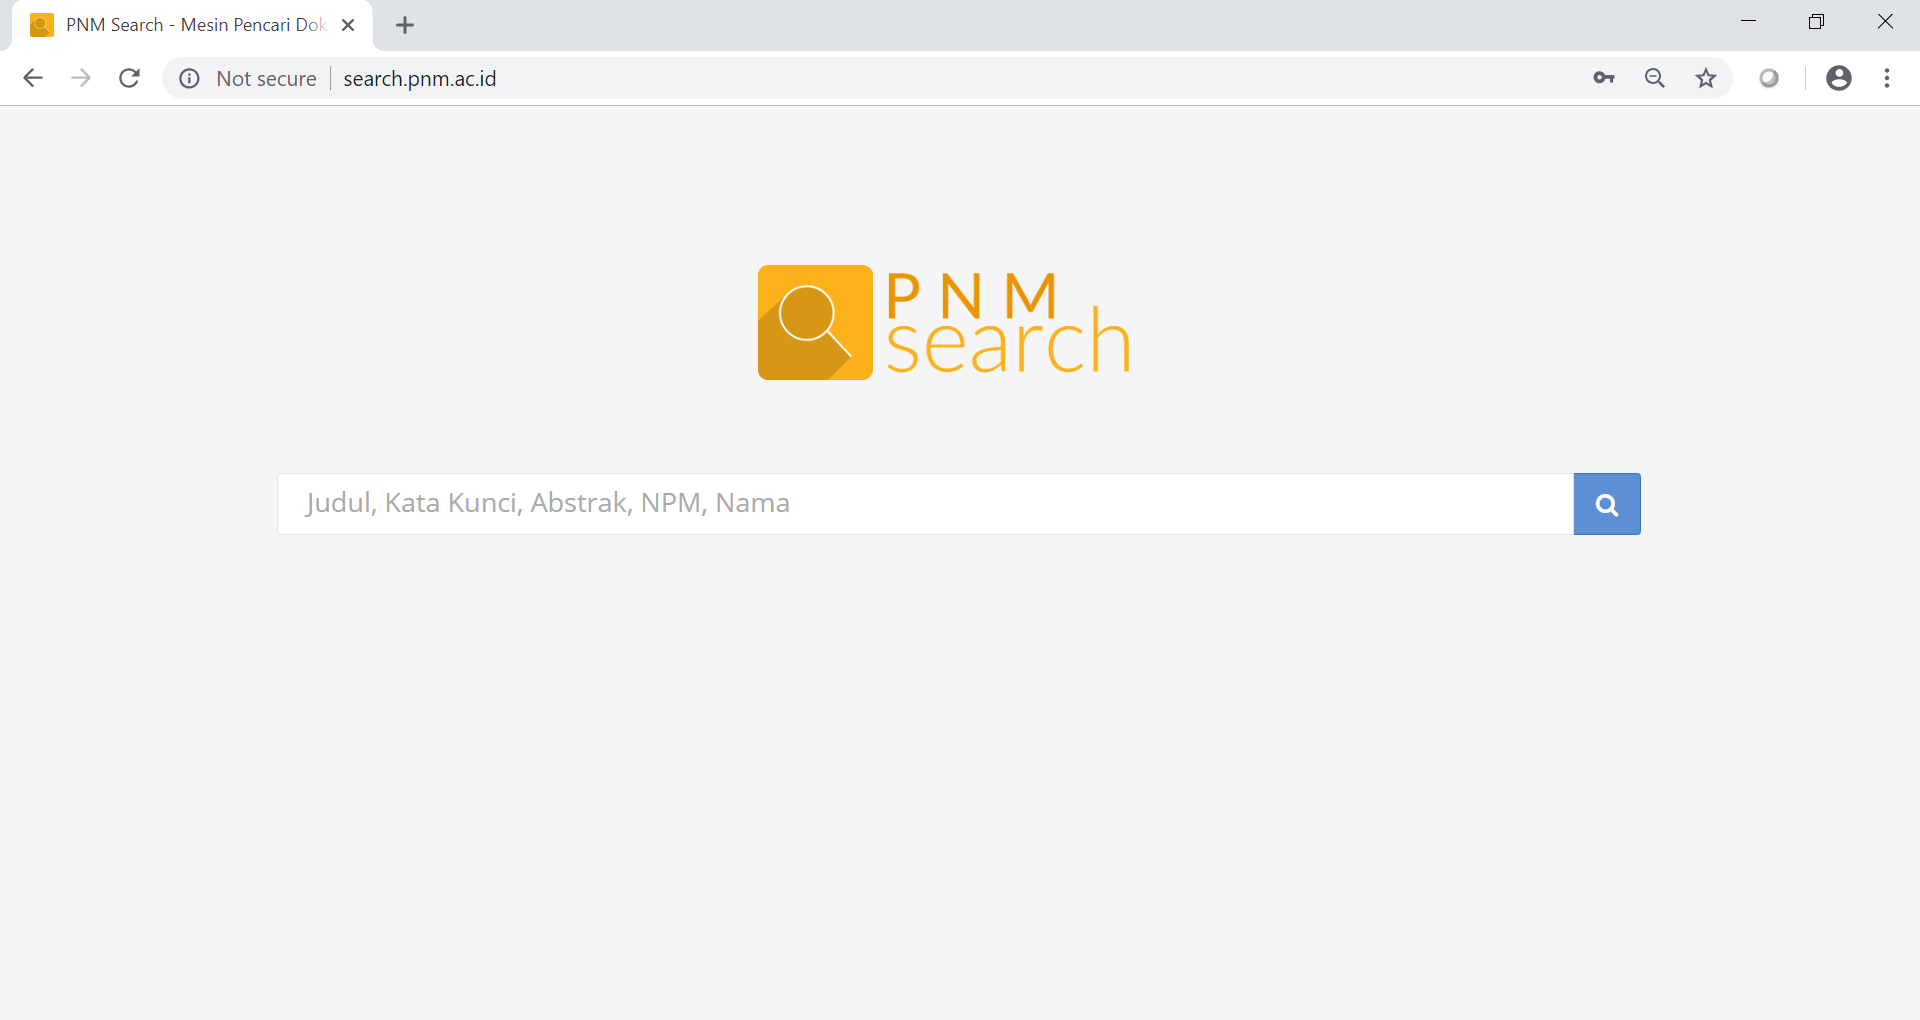 PNM Search - Mesin Pencari Dok
Not secure
search.pnm.ac.id
PNM
search
Judul, Kata Kunci, Abstrak, NPM, Nama